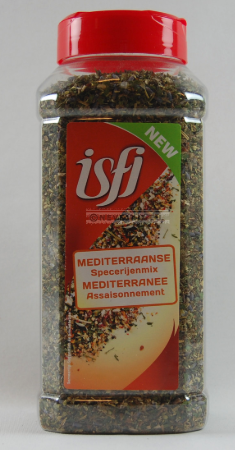 NEW
isfi
MEDITERRAANSE
Specerijenmix
MEDITERRANEE
Assaisonnement